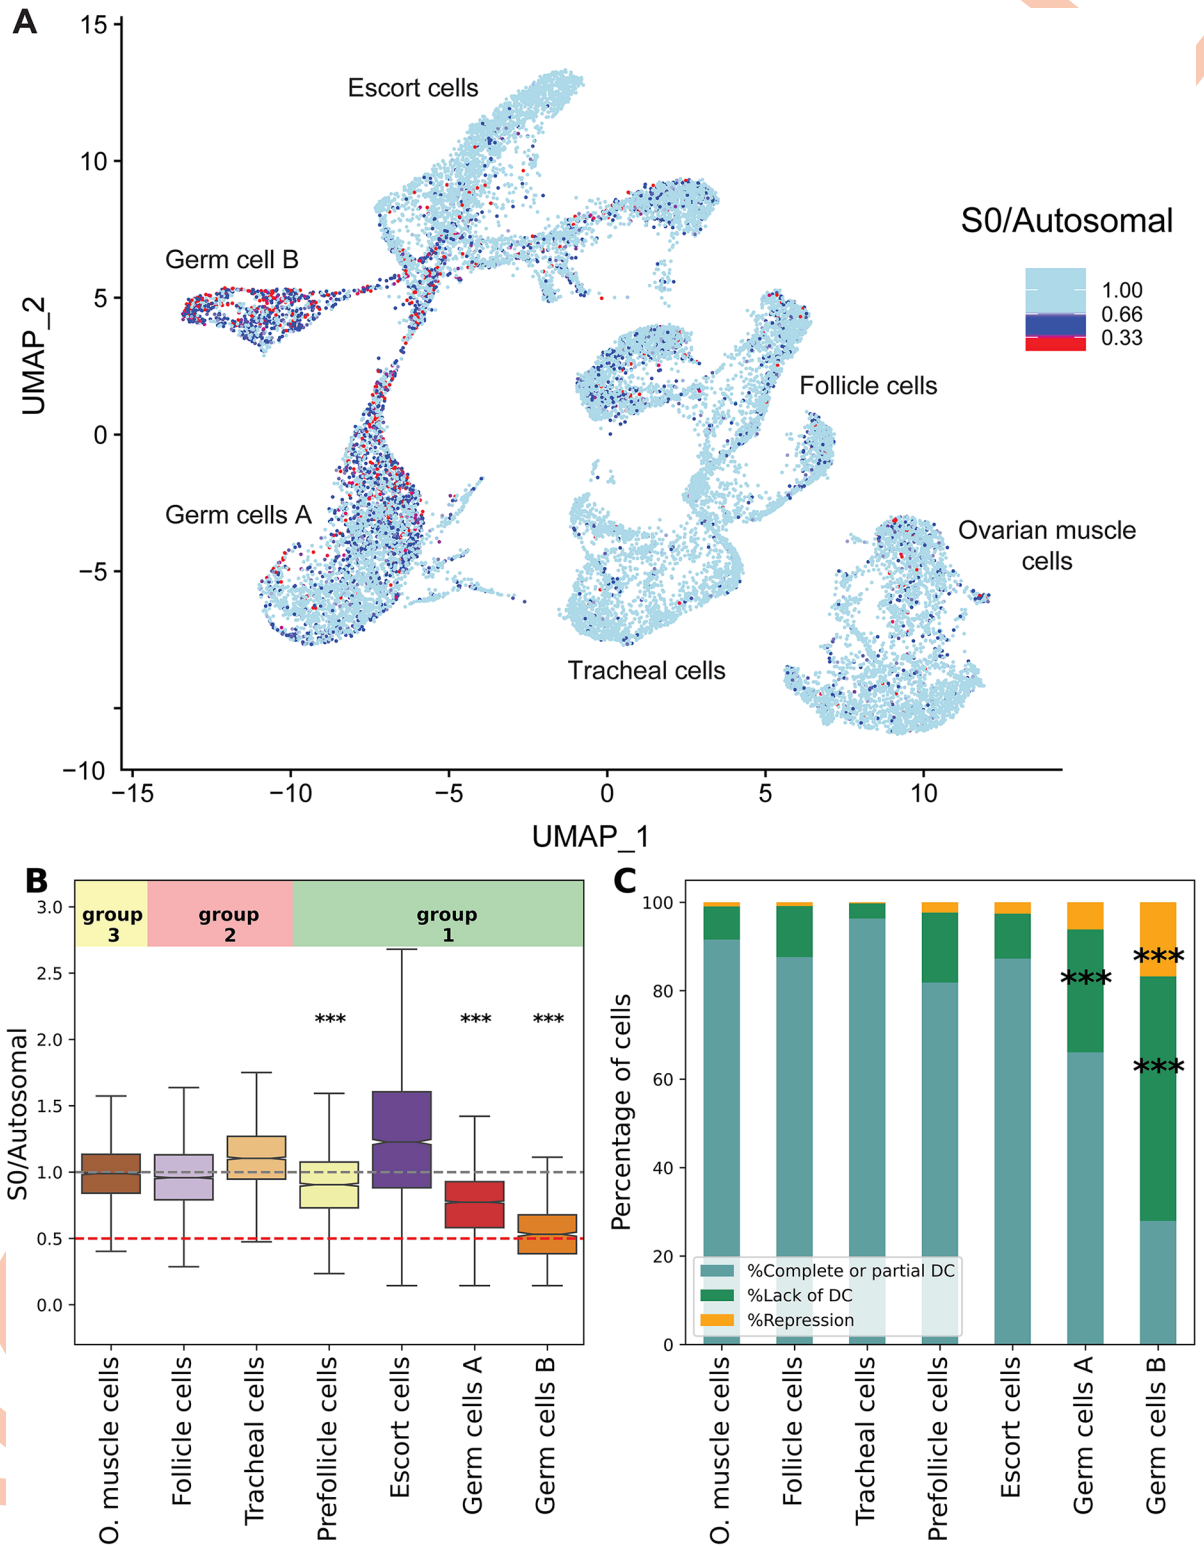 A
15
10
5
0
−5
−10
UMAP_2
−15
−10
−5
0
5
10
UMAP_1
Escort cells
Germ cell B
Germ cells A
Follicle cells
Tracheal cells
Ovarian muscle
cells
S0/Autosomal
1.00
0.66
0.33
B
group
3
group
2
group
1
3.0
2.5
2.0
1.5
1.0
0.5
0.0
S0/Autosomal
***
***
***
O. muscle cells
Follicle cells
Tracheal cells
Prefollicle cells
Escort cells
Germ cells A
Germ cells B
C
100
80
60
40
20
0
Percentage of cells
***
***
***
%Complete or partial DC
%Lack of DC
%Repression
O. muscle cells
Follicle cells
Tracheal cells
Prefollicle cells
Escort cells
Germ cells A
Germ cells B